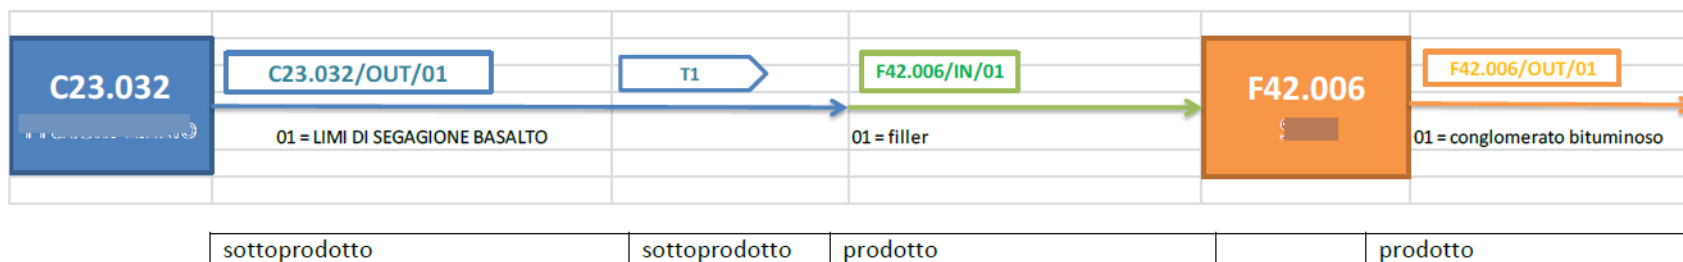 C23.032
C23.032/OUT/01
T1
F42.006/IN/01
F42.006
F42.006/OUT/01
01 = LIMI DI SEGAGIONE BASALTO
01 = filler
01 = conglomerato bituminoso
sottoprodotto
sottoprodotto
prodotto
prodotto